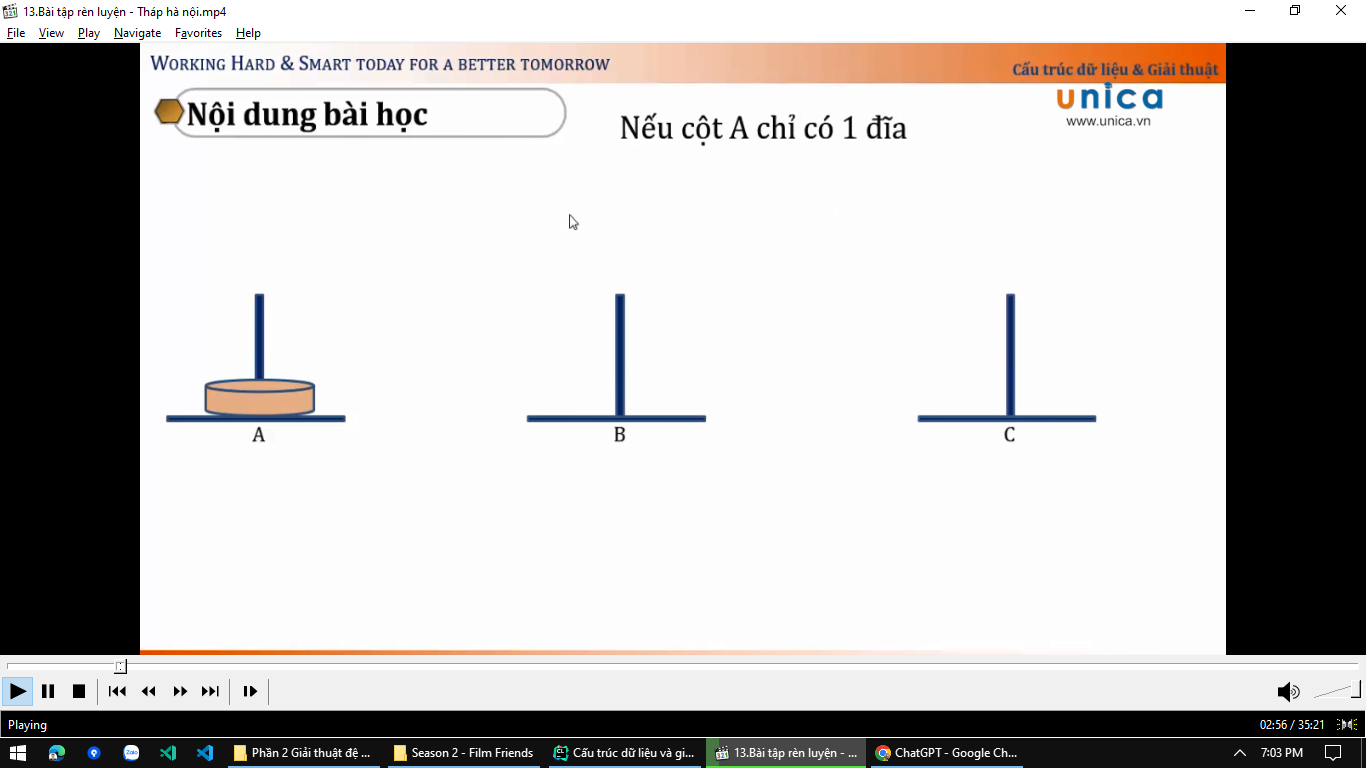 13.Bài tập rèn luyện - Tháp hà nội.mp4
File View Play Navigate Favorites Help
WORKING HARD & SMART TODAY FOR A BETTER TOMORROW
Cấu trúc dữ liệu & Giải thuật
Nội dung bài học
Nếu cột A chỉ có 1 đĩa
unica
www.unica.vn
A B C
Playing
02:56 / 35:21
Zalo
Phần 2 Giải thuật đệ ...
Season 2 - Film Friends
Cấu trúc dữ liệu và gi...
13.Bài tập rèn luyện - ...
ChatGPT - Google Ch...
7:03 PM